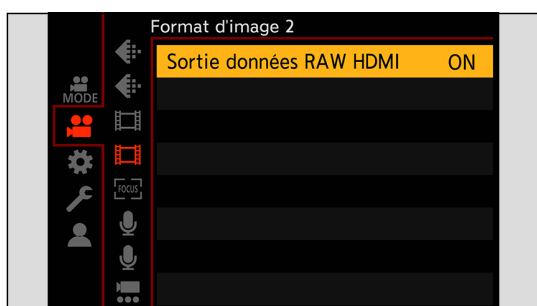 Format d'image 2
Sortie données RAW HDMI ON
MODE
FOCUS